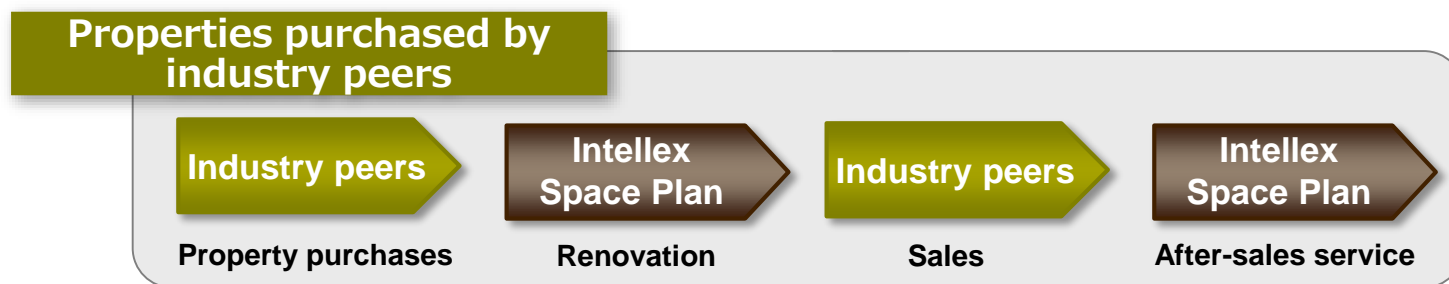 Properties purchased by
industry peers
Industry peers
Intellex
Space Plan
Industry peers
Intellex
Space Plan
Property purchases
Renovation
Sales
After-sales service